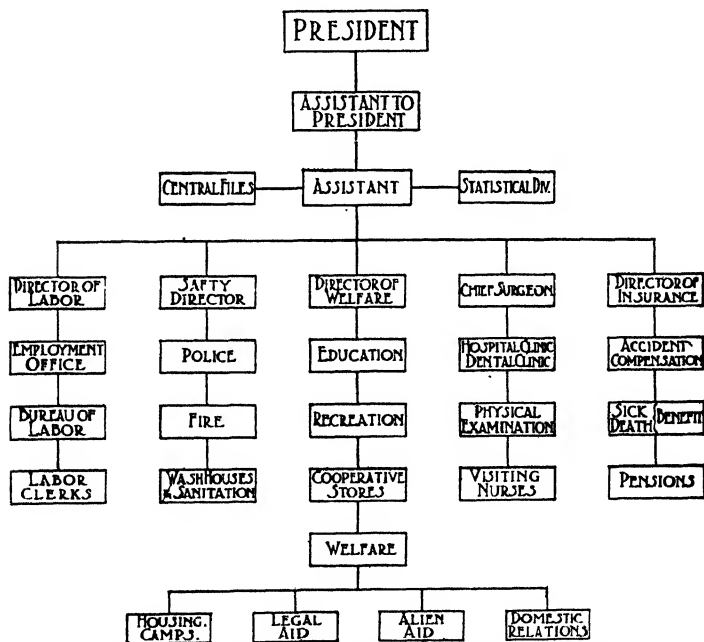 PRESIDENT
ASSISTANT TO
PRESIDENT
CENTRAL FILES
ASSISTANT
STATISTICAL DIV.
DIRECTOR OF
LABOR
SAFTY
DIRECTOR
DIRECTOR OF
WELFARE
CHIEF SURGEON
DIRECTOR OF
INSURANCE
EMPLOYMENT
OFFICE
POLICE
EDUCATION
HOSPITAL CLINIC
DENTAL CLINIC
ACCIDENT
COMPENSATION
BUREAU OF
LABOR
FIRE
RECREATION
PHYSICAL
EXAMINATION
SICK
DEATH
BENEFIT
LABOR
CLERKS
WASH HOUSES
& SANITATION
COOPERATIVE
STORES
VISITING
NURSES
PENSIONS
WELFARE
HOUSING.
CAMPS.
LEGAL
AID
ALIEN
AID
DOMESTIC
RELATIONS